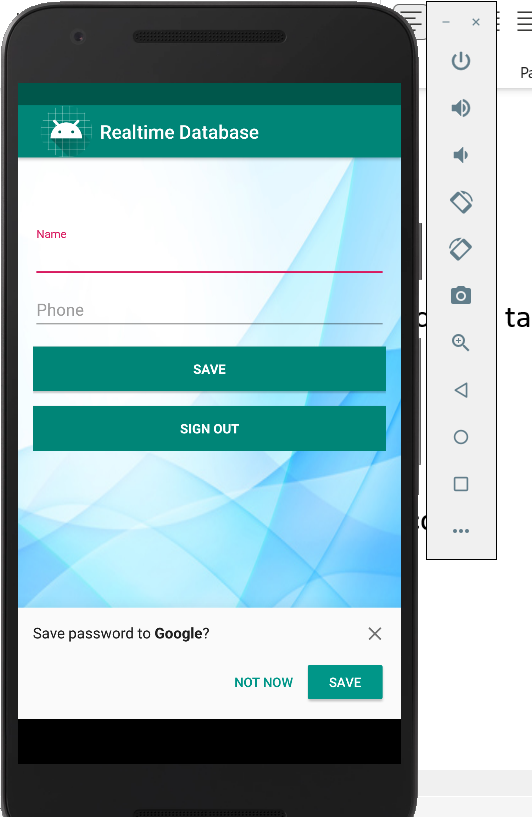 Realtime Database
Pa
Name
Phone
ta
SAVE
SIGN OUT
Save password to Google?
NOT NOW
SAVE